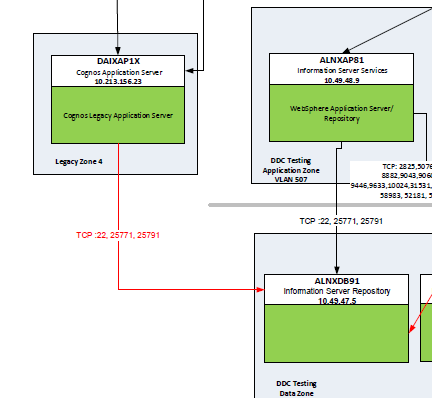 DAIXAP1X
Cognos Application Server
10.213.156.23
Cognos Legacy Application Server
Legacy Zone 4
ALNXAP81
Information Server Services
10.49.48.9
WebSphere Application Server/
Repository
DDC Testing
Application Zone
VLAN 507
TCP: 2825,5076
8882,9043,9060
9446,9633,10024,31531,
58983, 52181, 5
TCP :22, 25771, 25791
TCP :22, 25771, 25791
ALNXDB91
Information Server Repository
10.49.47.5
DDC Testing
Data Zone